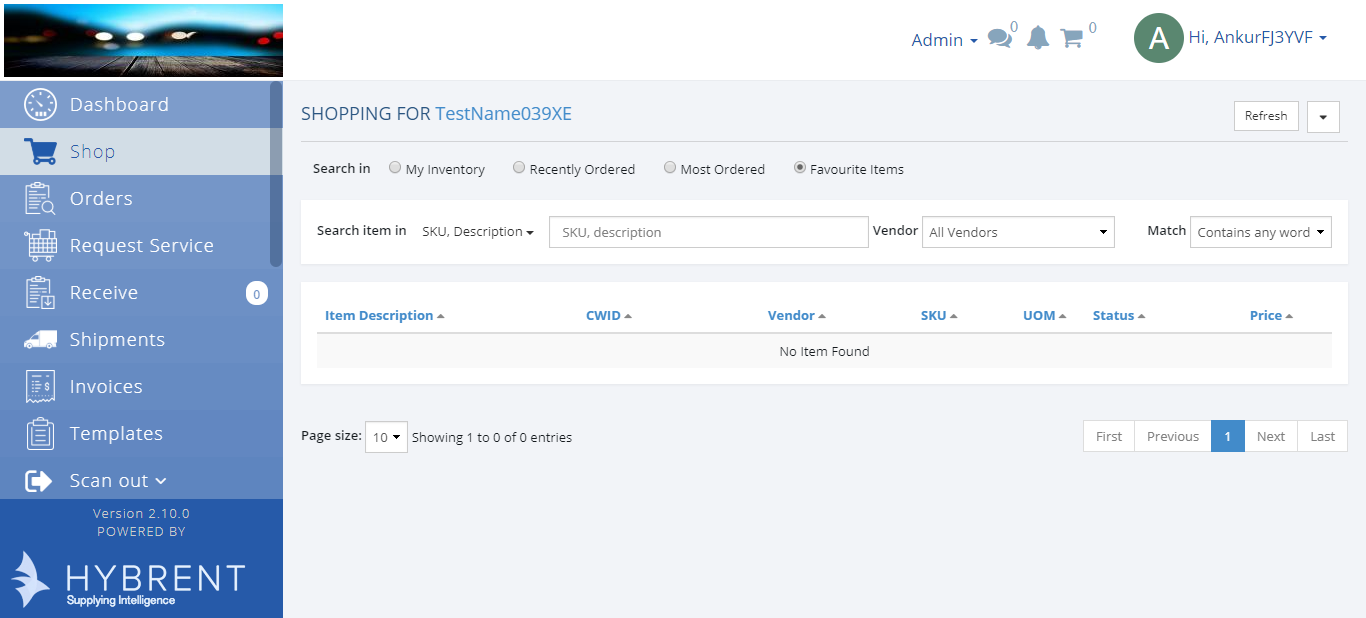 Admin 0 0 A Hi, AnkurFJ3YVF
Dashboard
Shop
Orders
Request Service
Receive 0
Shipments
Invoices
Templates
Scan out
Version 2.10.0
POWERED BY
HYBRENT
Supplying Intelligence
SHOPPING FOR TestName039XE Refresh
Search in My Inventory Recently Ordered Most Ordered Favourite Items
Search item in SKU, Description SKU, description Vendor All Vendors Match Contains any word
Item Description CWID Vendor SKU UOM Status Price
No Item Found
Page size: 10 Showing 1 to 0 of 0 entries First Previous 1 Next Last